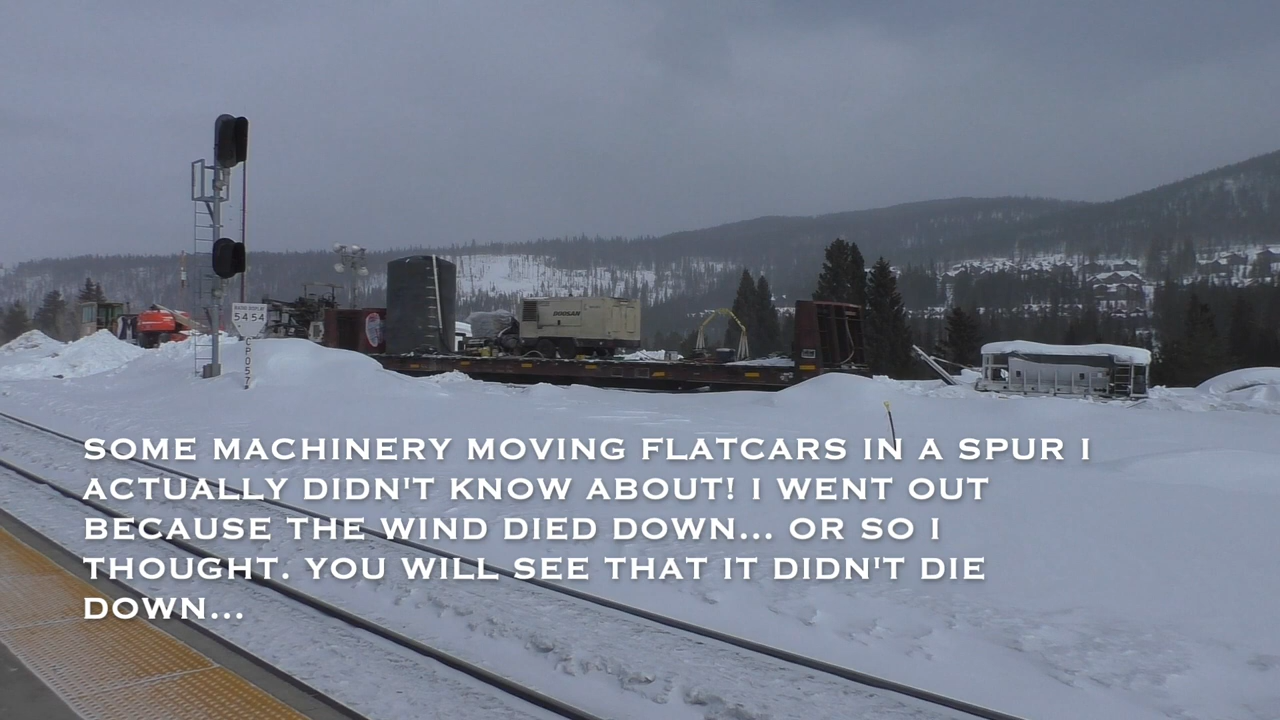 54 54
CP057
DOOSAN
SOME MACHINERY MOVING FLATCARS IN A SPUR I
ACTUALLY DIDN'T KNOW ABOUT! I WENT OUT
BECAUSE THE WIND DIED DOWN... OR SO I
THOUGHT. YOU WILL SEE THAT IT DIDN'T DIE
DOWN...